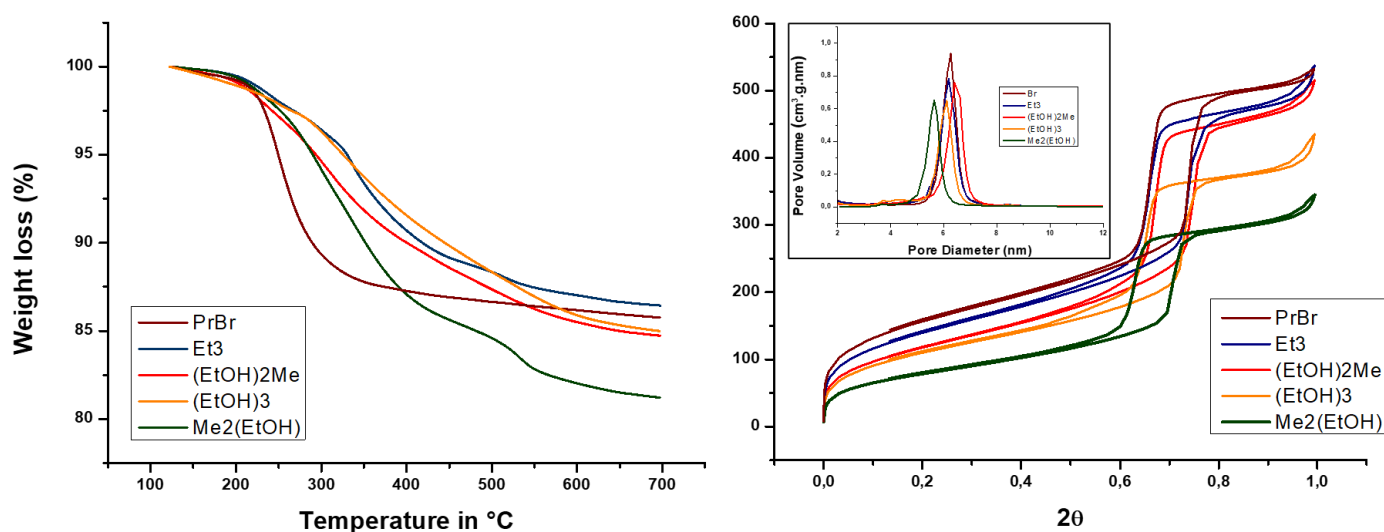 Weight loss (%)
100
95
90
85
80
PrBr
Et3
(EtOH)2Me
(EtOH)3
Me2(EtOH)
100
200
300
400
500
600
700
Temperature in °C
500
400
300
200
100
0
Pore Volume (cm³.g.nm)
1,0
0,8
0,6
0,4
0,2
0,0
Br
Et3
(EtOH)2Me
(EtOH)3
Me2(EtOH)
2
4
6
8
10
12
Pore Diameter (nm)
PrBr
Et3
(EtOH)2Me
(EtOH)3
Me2(EtOH)
0,0
0,2
0,4
0,6
0,8
1,0
2θ